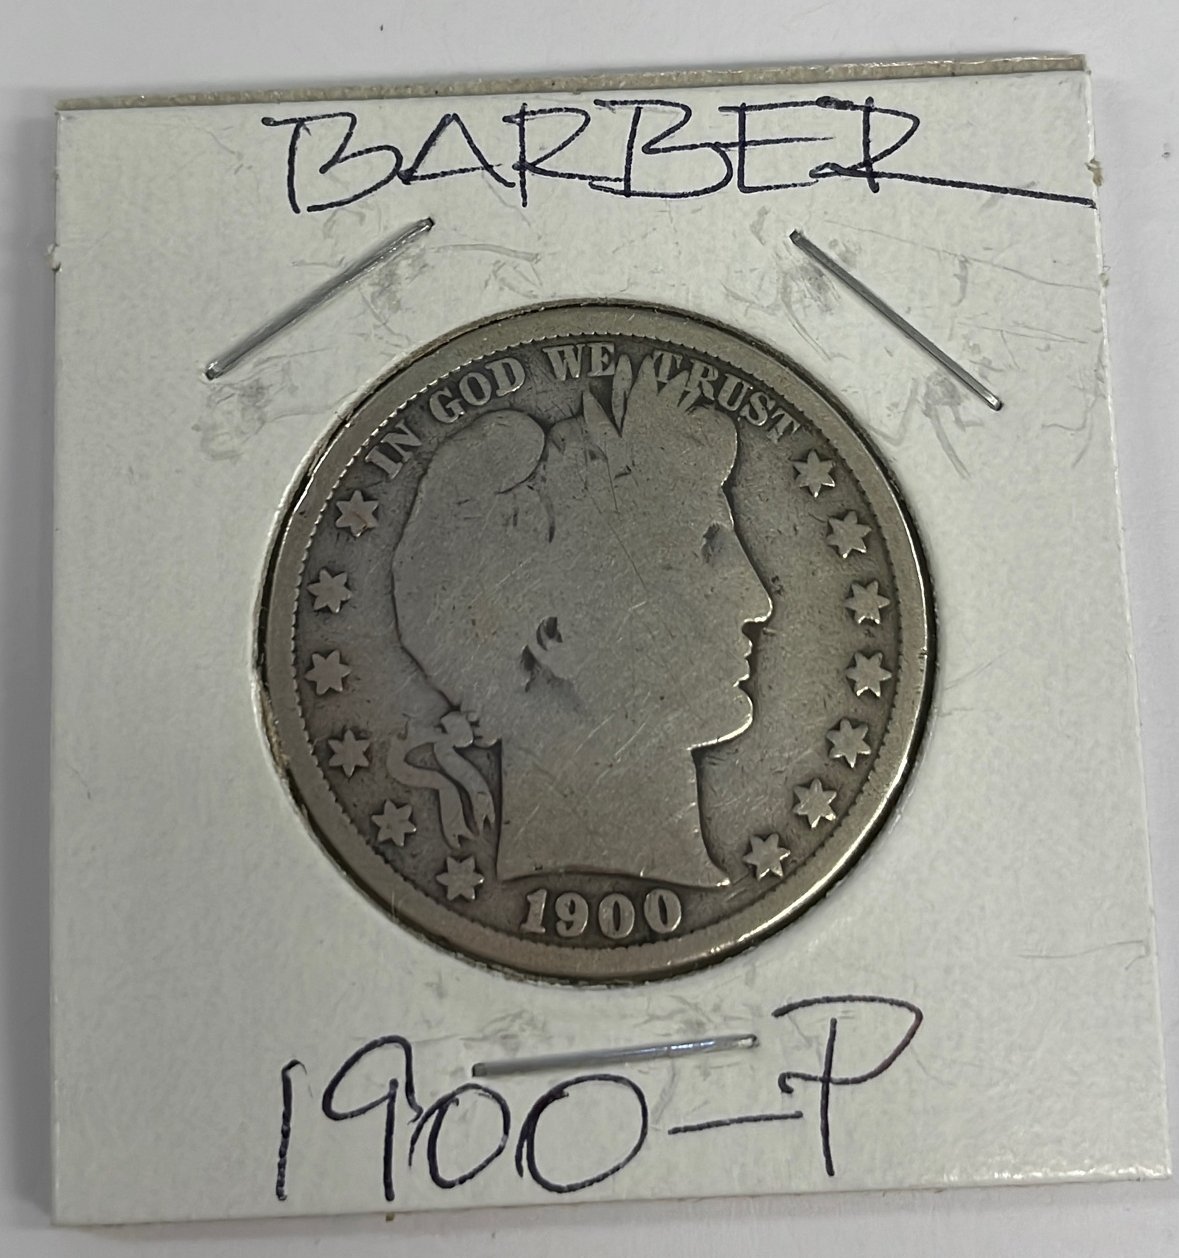 BARBER
IN GOD WE TRUST
1900
1900-P